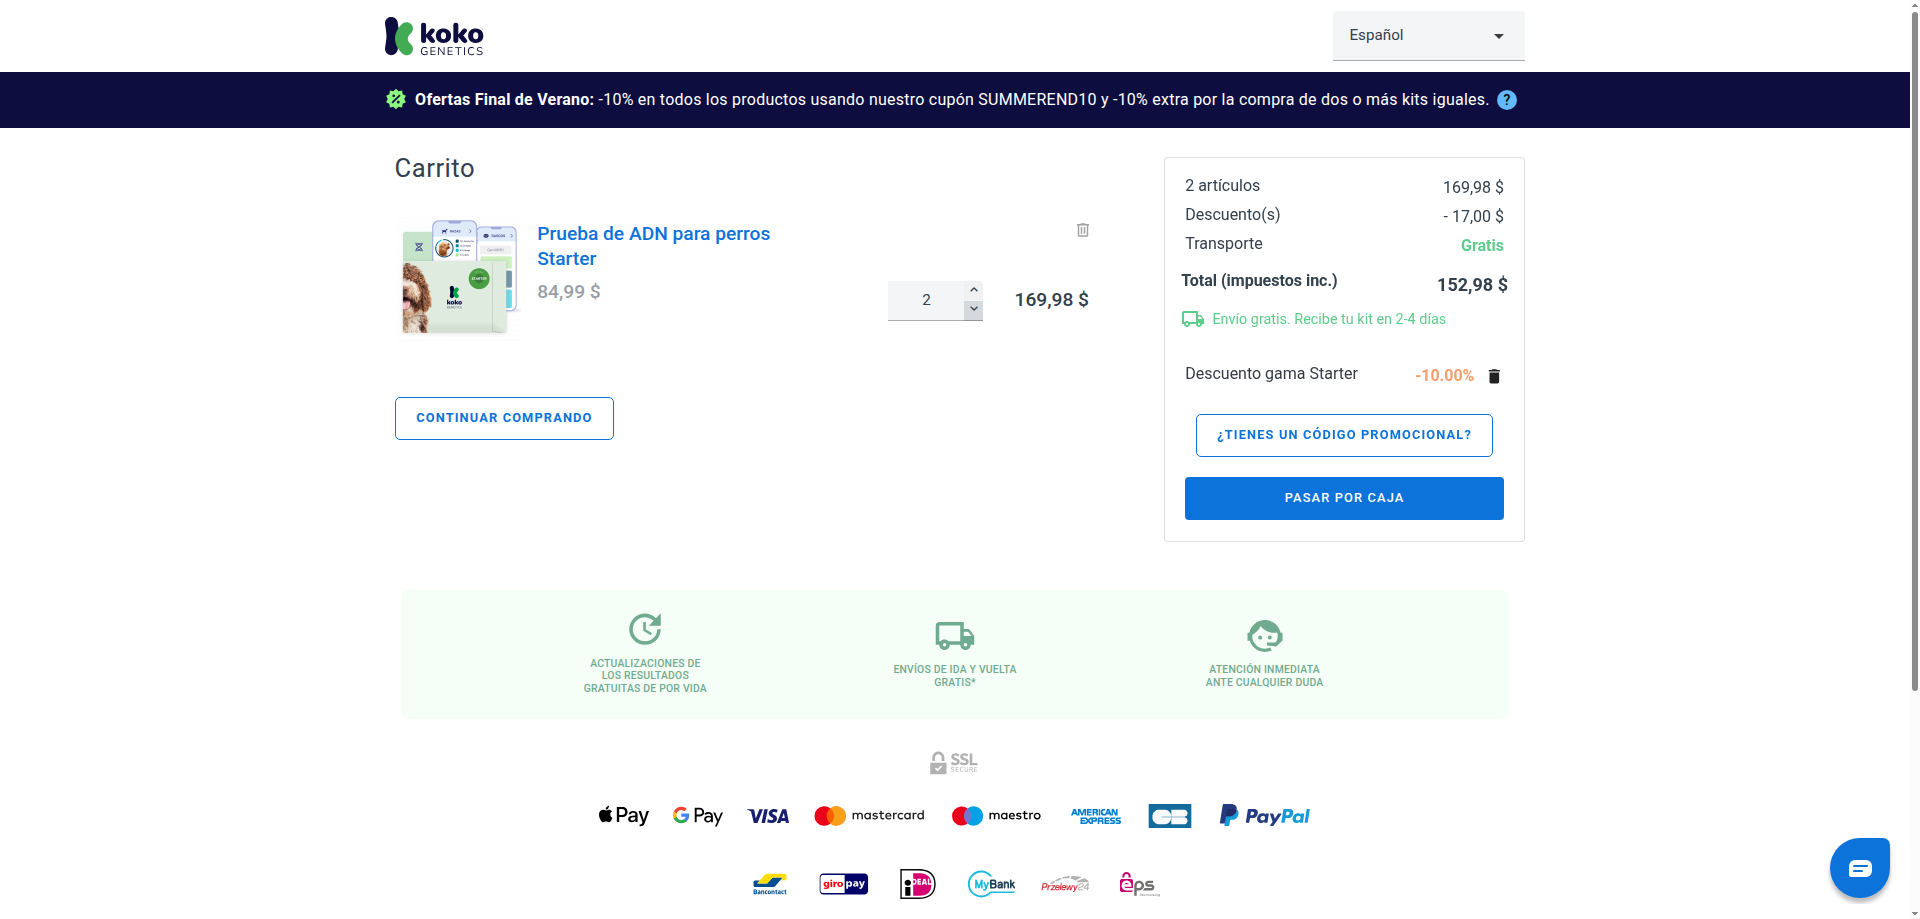 koko
GENETICS
Español
Ofertas Final de Verano: -10% en todos los productos usando nuestro cupón SUMMEREND10 y -10% extra por la compra de dos o más kits iguales. ?
Carrito
Prueba de ADN para perros
Starter
84,99 $
2
169,98 $
koko
CONTINUAR COMPRANDO
2 artículos 169,98 $
Descuento(s) - 17,00 $
Transporte Gratis
Total (impuestos inc.) 152,98 $
Envío gratis. Recibe tu kit en 2-4 días
Descuento gama Starter -10.00%
¿TIENES UN CÓDIGO PROMOCIONAL?
PASAR POR CAJA
ACTUALIZACIONES DE
LOS RESULTADOS
GRATUITAS DE POR VIDA
ENVÍOS DE IDA Y VUELTA
GRATIS*
ATENCIÓN INMEDIATA
ANTE CUALQUIER DUDA
SSL
SECURE
Pay G Pay VISA mastercard maestro AMERICAN EXPRESS CB PayPal
Bancontact giropay iDEAL MyBank Przelewy24 eps